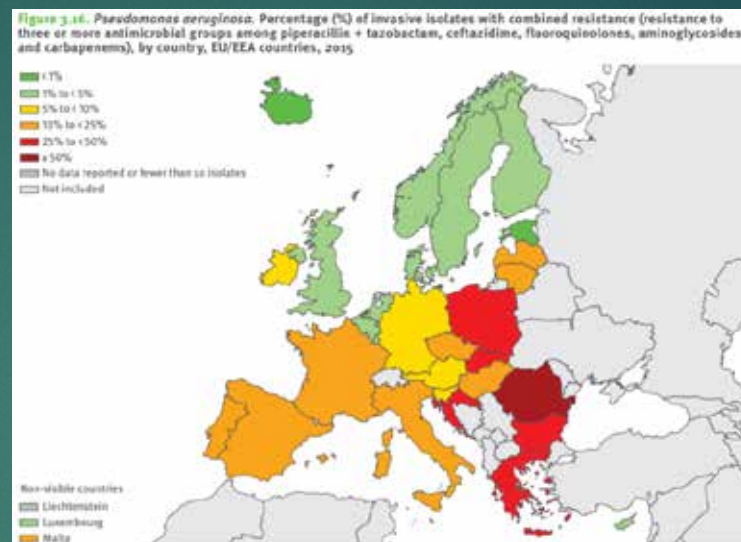 Figure 3.16. Pseudomonas aeruginosa. Percentage (%) of invasive isolates with combined resistance (resistance to
three or more antimicrobial groups among piperacillin + tazobactam, ceftazidime, fluoroquinolones, aminoglycosides
and carbapenems), by country, EU/EEA countries, 2015
< 1%
1% to < 5%
5% to < 10%
10% to < 25%
25% to < 50%
≥ 50%
No data reported or fewer than 10 isolates
Not included
Non-visible countries
Liechtenstein
Luxembourg
Malta